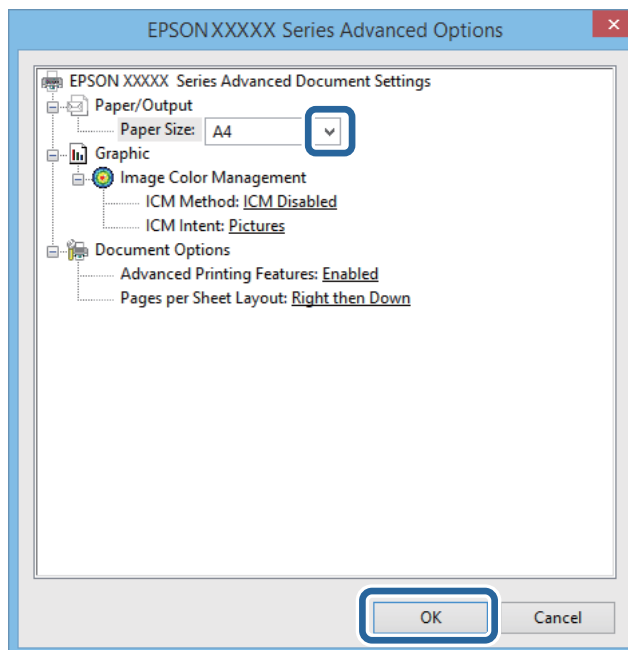 EPSON XXXXX Series Advanced Options
EPSON XXXXX Series Advanced Document Settings
Paper/Output
Paper Size: A4
Graphic
Image Color Management
ICM Method: ICM Disabled
ICM Intent: Pictures
Document Options
Advanced Printing Features: Enabled
Pages per Sheet Layout: Right then Down
OK Cancel